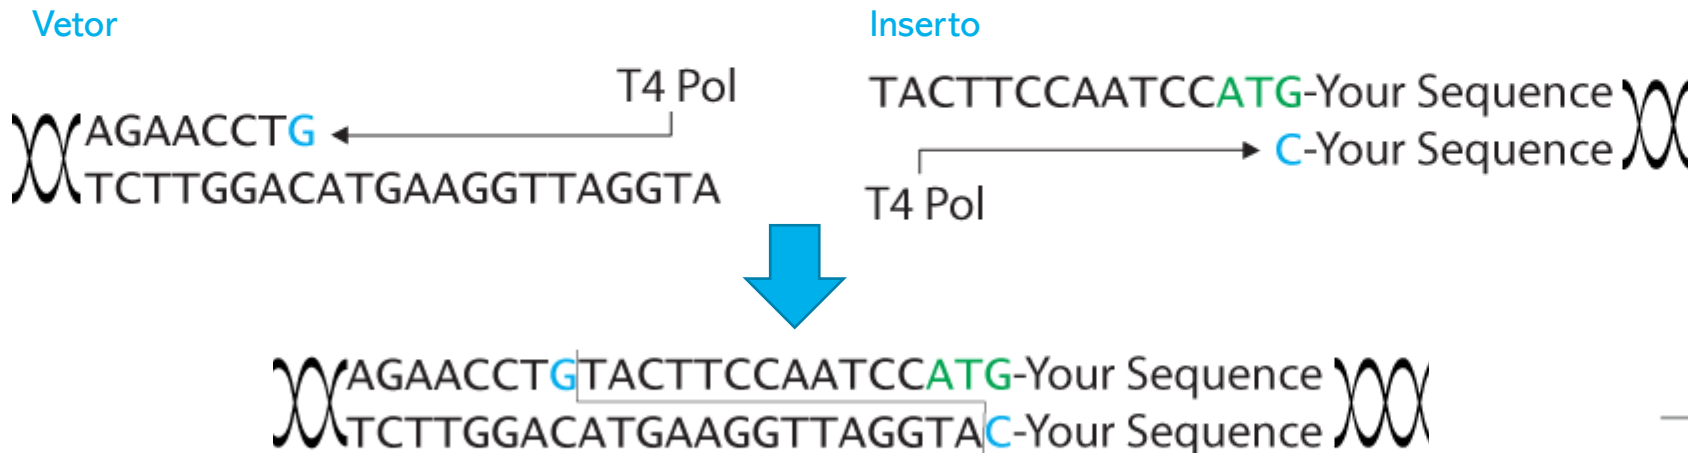 Vetor
Inserto
T4 Pol
AGAACCTG
TCTTGGACATGAAGGTTAGGTA
TACTTCCAATCCATG-Your Sequence
C-Your Sequence
T4 Pol
AGAACCTGTACTTCCAATCCATG-Your Sequence
TCTTGGACATGAAGGTTAGGTAC-Your Sequence